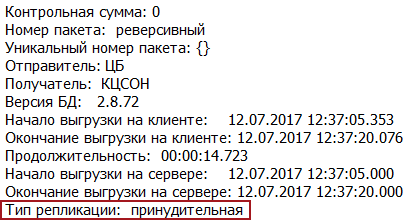 Контрольная сумма: 0
Номер пакета: реверсивный
Уникальный номер пакета: {}
Отправитель: ЦБ
Получатель: КЦСОН
Версия БД: 2.8.72
Начало выгрузки на клиенте: 12.07.2017 12:37:05.353
Окончание выгрузки на клиенте: 12.07.2017 12:37:20.076
Продолжительность: 00:00:14.723
Начало выгрузки на сервере: 12.07.2017 12:37:05.000
Окончание выгрузки на сервере: 12.07.2017 12:37:20.000
Тип репликации: принудительная